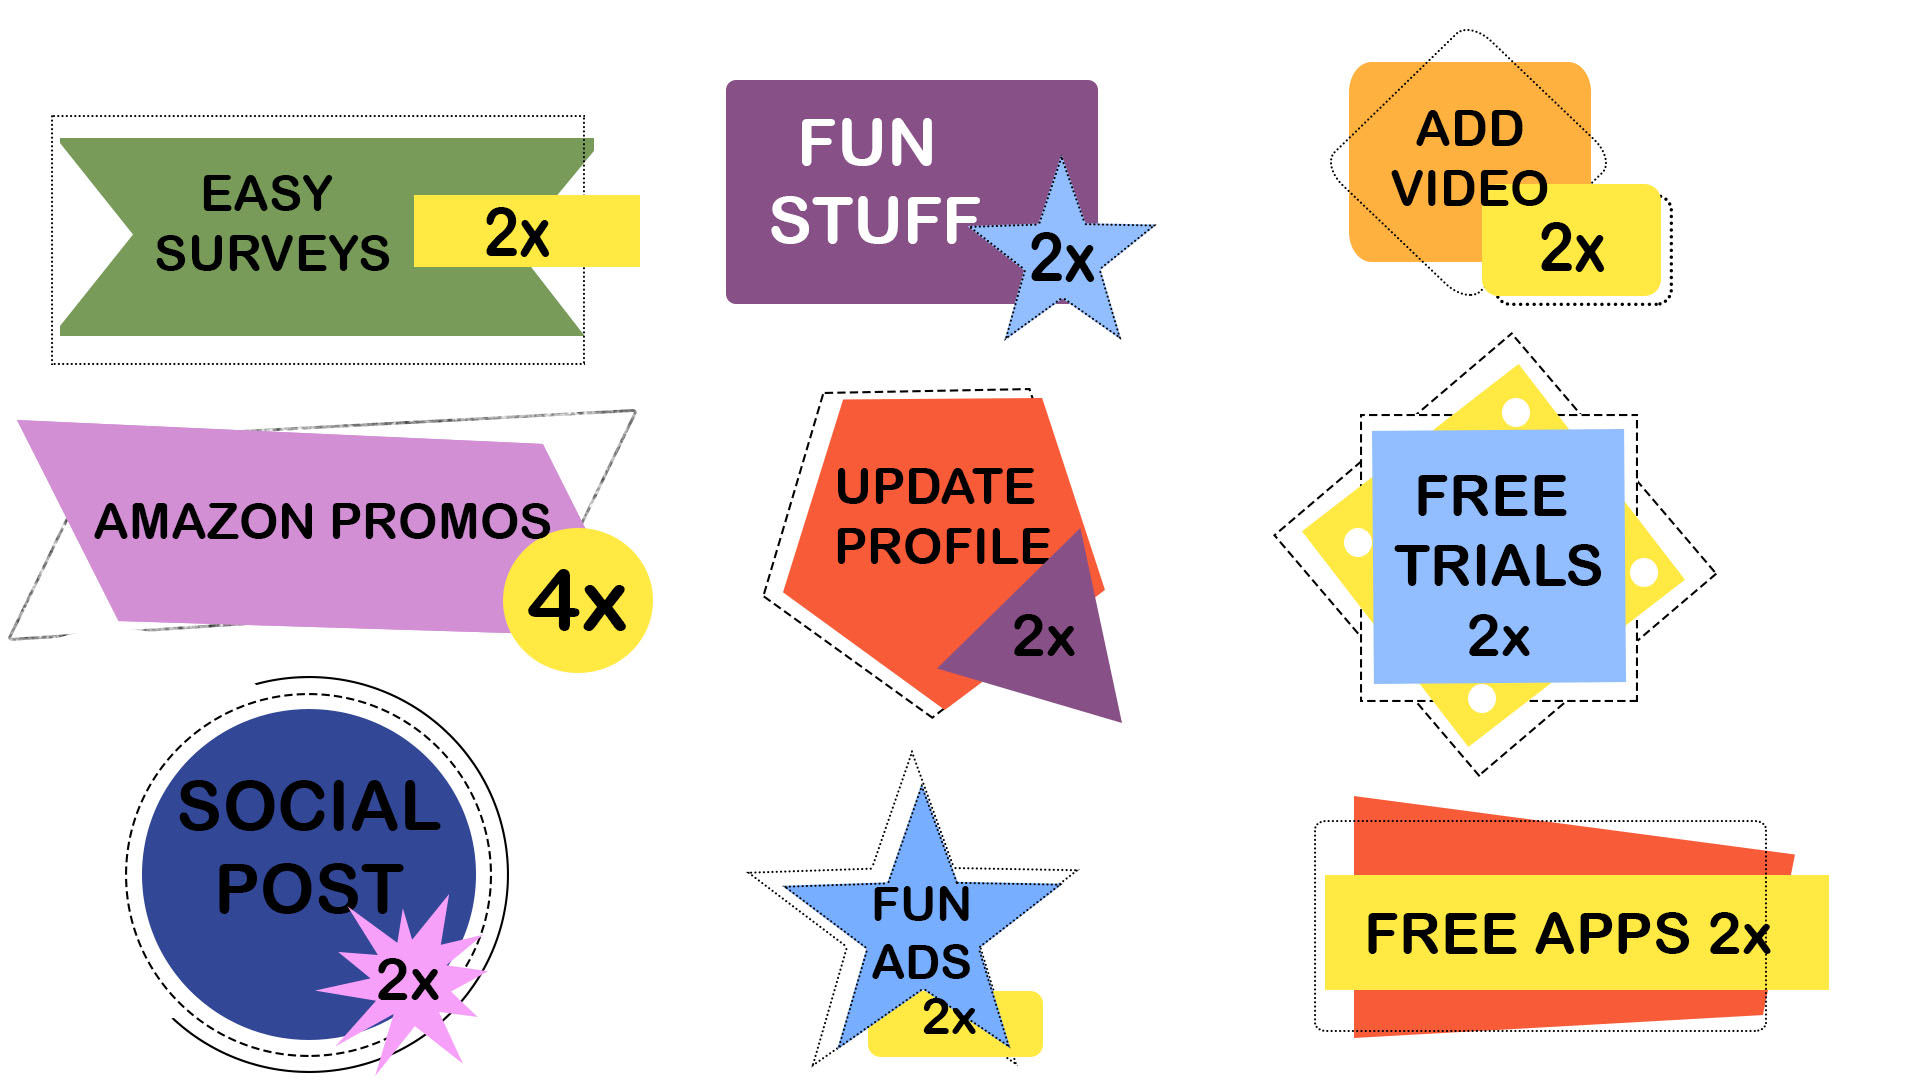 EASY
SURVEYS
2x
FUN
STUFF
2x
ADD
VIDEO
2x
AMAZON PROMOS
4x
UPDATE
PROFILE
2x
FREE
TRIALS
2x
SOCIAL
POST
2x
FUN
ADS
2x
FREE APPS 2x